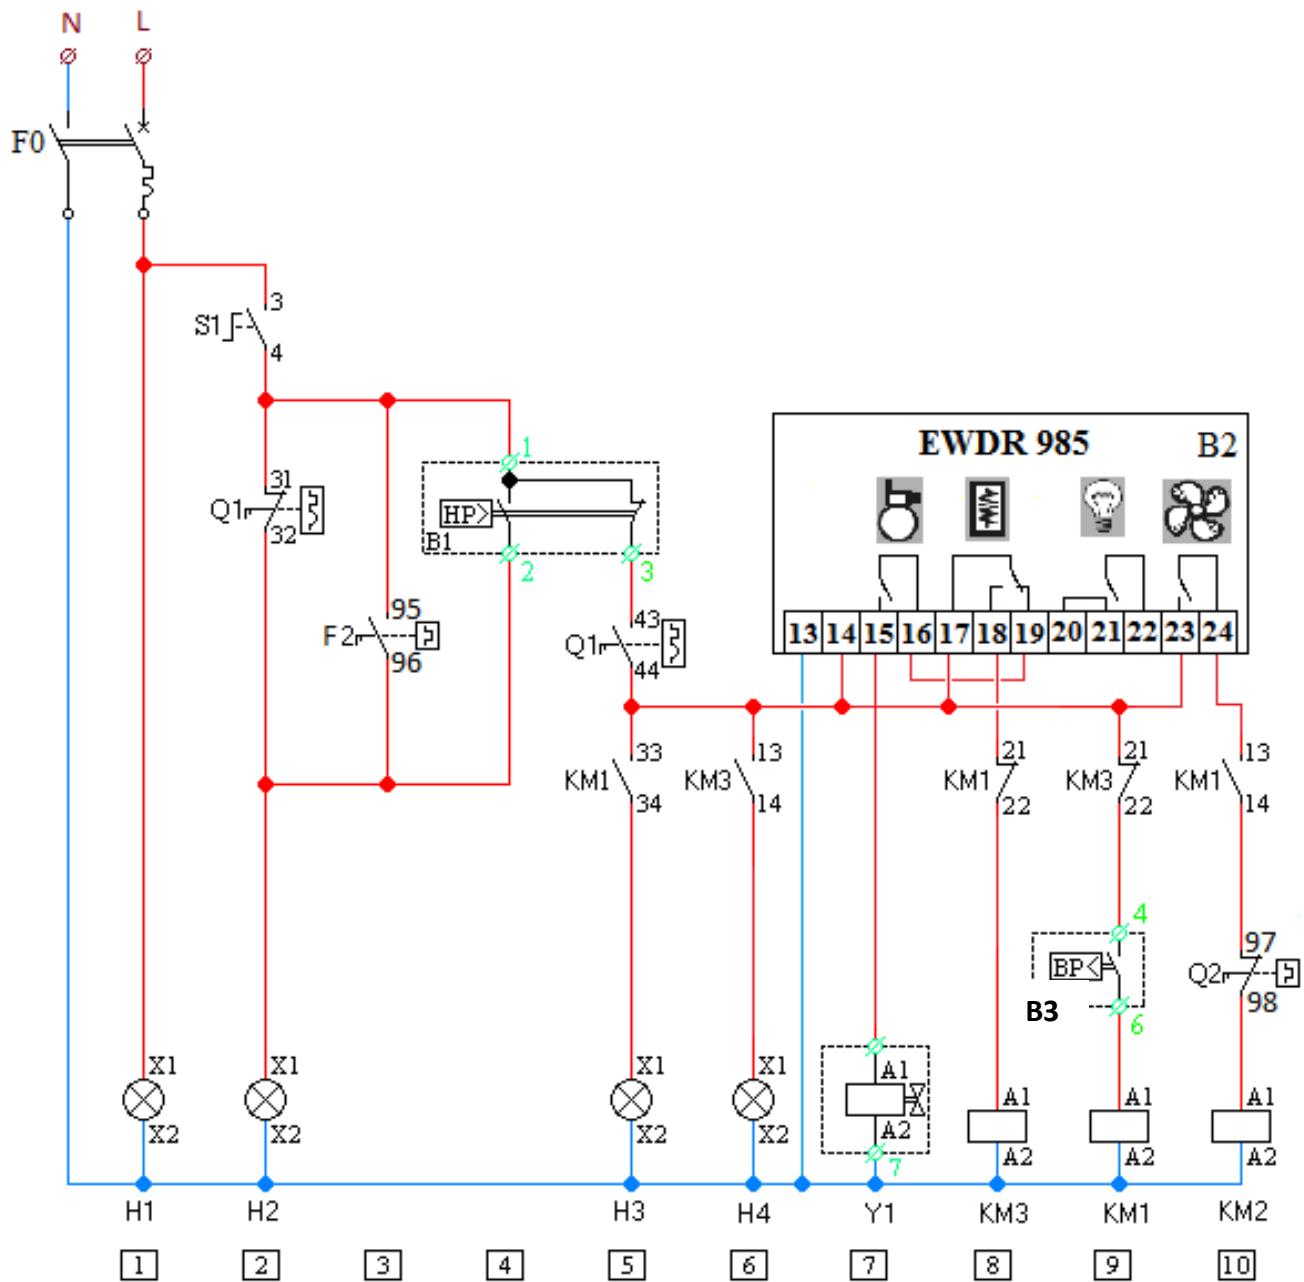 N L
F0
S1 3
4
1
EWDR 985 B2
31
Q1
32
HP>
B1
2 3
95
F2
96
43
Q1
44
13 14 15 16 17 18 19 20 21 22 23 24
33 13 21 21 13
KM1 KM3 KM1 KM3 KM1
34 14 22 22 14
4
BP<
B3
6
97
Q2
98
X1 X1 X1 X1 A1 A1 A1 A1
X2 X2 X2 X2 A2 A2 A2 A2
7
H1 H2 H3 H4 Y1 KM3 KM1 KM2
1 2 3 4 5 6 7 8 9 10